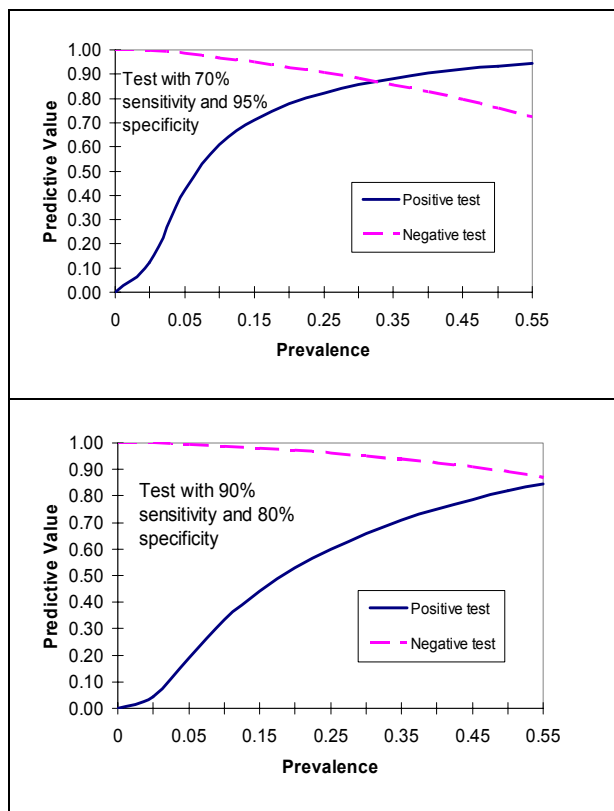 Predictive Value
1.00
0.90
0.80
0.70
0.60
0.50
0.40
0.30
0.20
0.10
0.00
Test with 70%
sensitivity and 95%
specificity
Positive test
Negative test
0 0.05 0.15 0.25 0.35 0.45 0.55
Prevalence
Predictive Value
1.00
0.90
0.80
0.70
0.60
0.50
0.40
0.30
0.20
0.10
0.00
Test with 90%
sensitivity and 80%
specificity
Positive test
Negative test
0 0.05 0.15 0.25 0.35 0.45 0.55
Prevalence